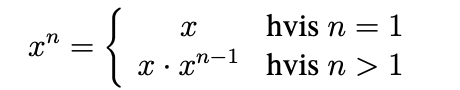 xⁿ = { x hvis n = 1
x · xⁿ⁻¹ hvis n > 1